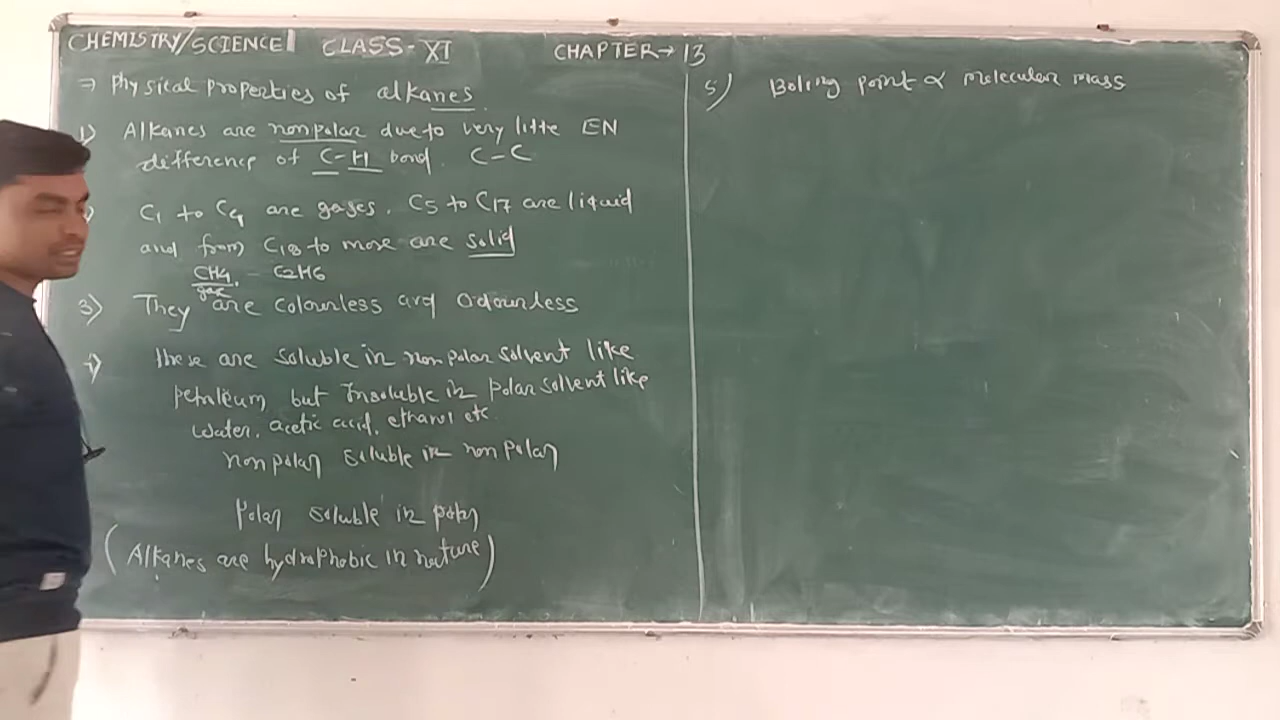 CHEMISTRY/SCIENCE| CLASS-XI CHAPTER→13
⇒ Physical properties of alkanes
1) Alkanes are nonpolar due to very litte EN
difference of C-H bond. C-C
) C1 to C4 are gases. C5 to C17 are liquid
and from C18 to more are solid
CH4. - C2H6
gas
3) They are colourless and Odourless
these are soluble in non polar solvent like
petroleum, but Insoluble in polar solvent like
water, acetic acid, ethanol etc.
non polar soluble in non polar
Polar soluble in polar
(Alkanes are hydrophobic in nature)
5) Boling point ∝ molecular mass